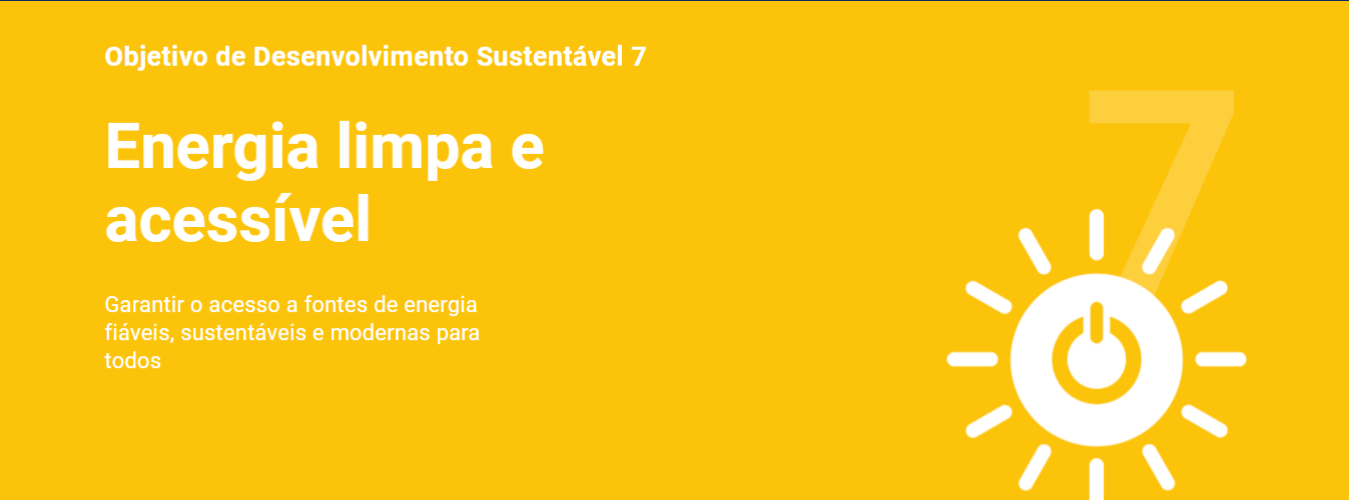 Objetivo de Desenvolvimento Sustentável 7
7
Energia limpa e
acessível
Garantir o acesso a fontes de energia
fiáveis, sustentáveis e modernas para
todos